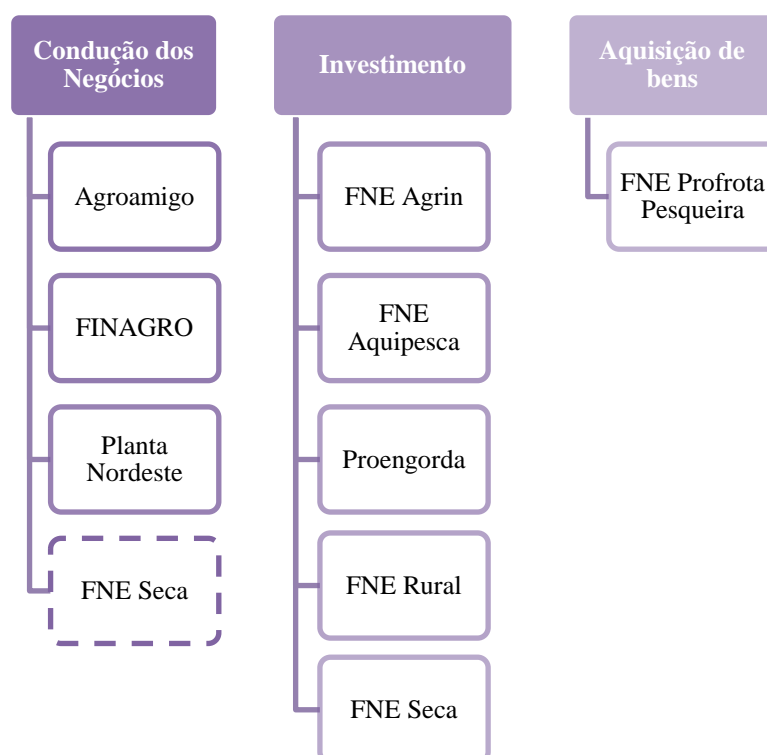 Condução dos
Negócios
Agroamigo
FINAGRO
Planta
Nordeste
FNE Seca
Investimento
FNE Agrin
FNE
Aquipesca
Proengorda
FNE Rural
FNE Seca
Aquisição de
bens
FNE Profrota
Pesqueira